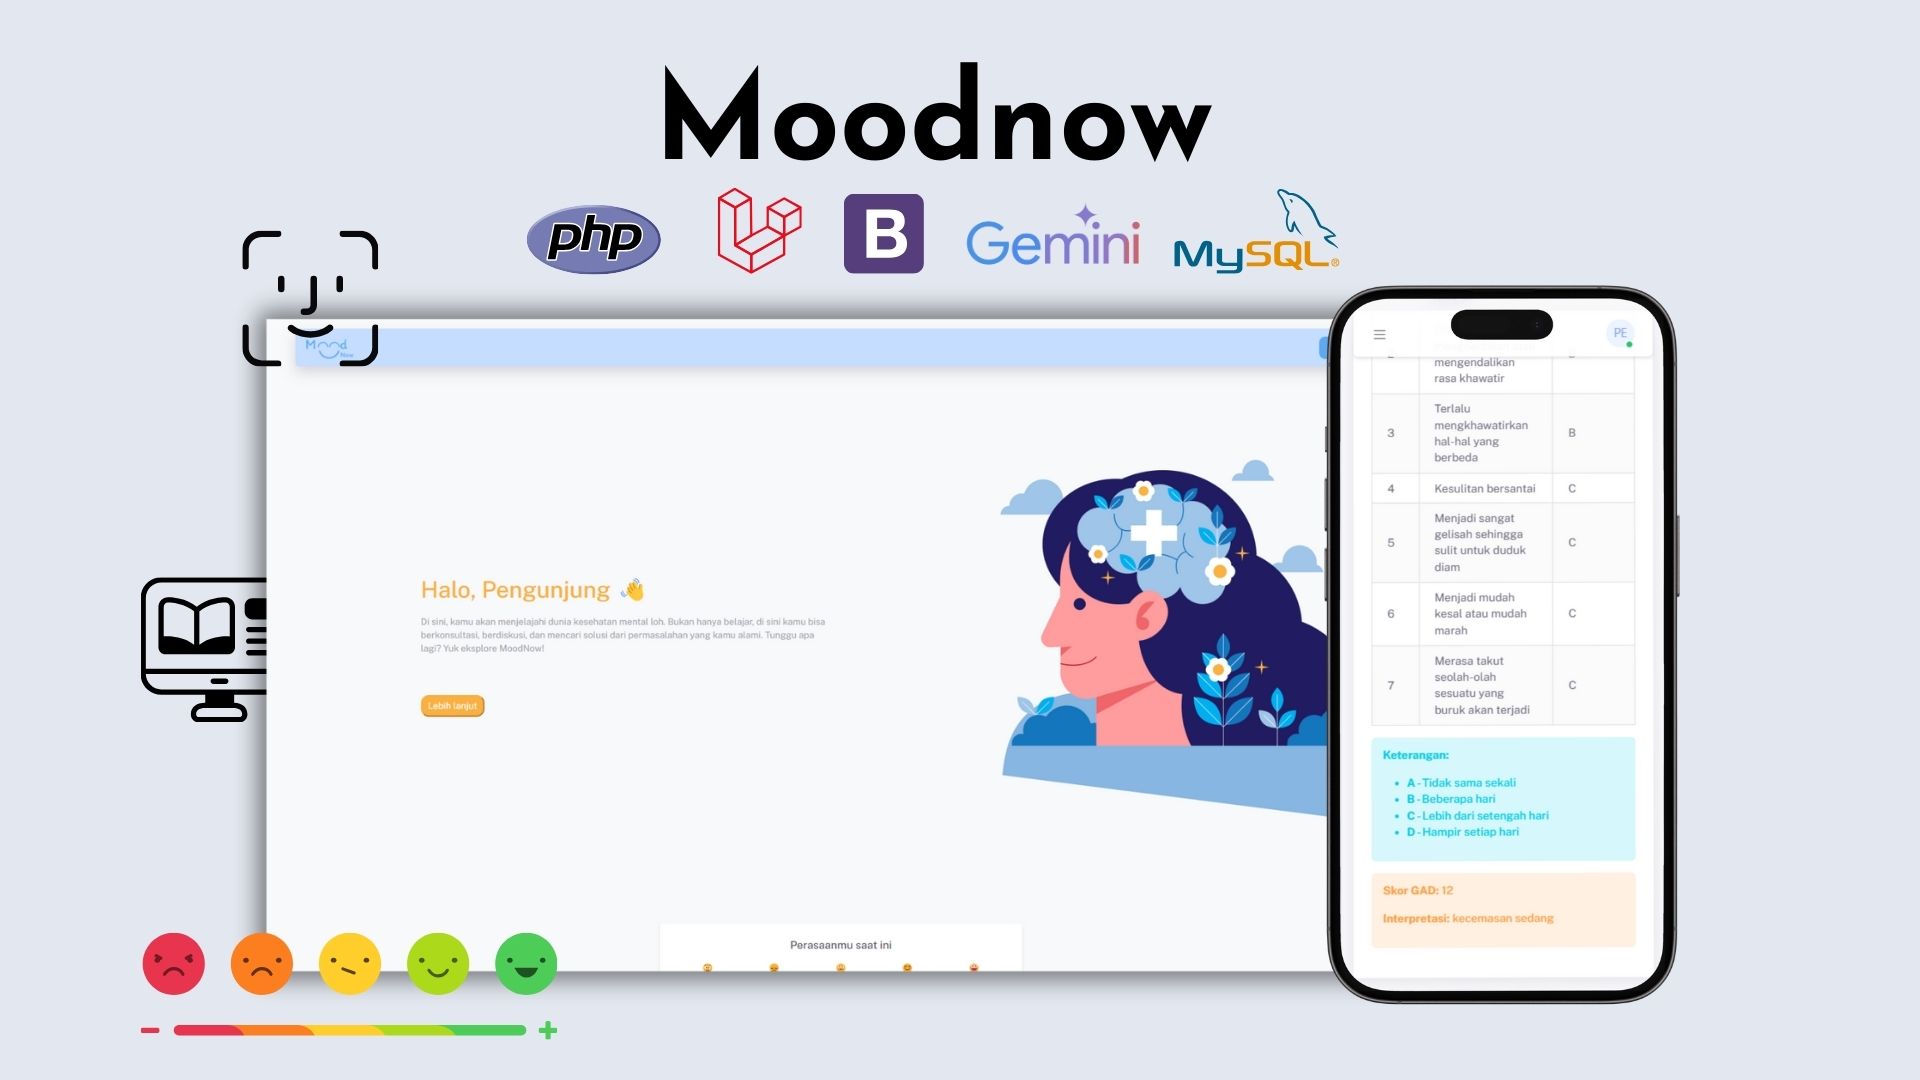 Moodnow
php
B
Gemini
MySQL®
Mood
Now
Halo, Pengunjung 👋
Di sini, kamu akan menjelajahi dunia kesehatan mental loh. Bukan hanya belajar, di sini kamu bisa
berkonsultasi, berdiskusi, dan mencari solusi dari permasalahan yang kamu alami. Tunggu apa
lagi? Yuk eksplore MoodNow!
Lebih lanjut
Perasaanmu saat ini
PE
mengendalikan
rasa khawatir
3
Terlalu
mengkhawatirkan
hal-hal yang
berbeda
B
4 Kesulitan bersantai C
5
Menjadi sangat
gelisah sehingga
sulit untuk duduk
diam
C
6
Menjadi mudah
kesal atau mudah
marah
C
7
Merasa takut
seolah-olah
sesuatu yang
buruk akan terjadi
C
Keterangan:
• A - Tidak sama sekali
• B - Beberapa hari
• C - Lebih dari setengah hari
• D - Hampir setiap hari
Skor GAD: 12
Interpretasi: kecemasan sedang